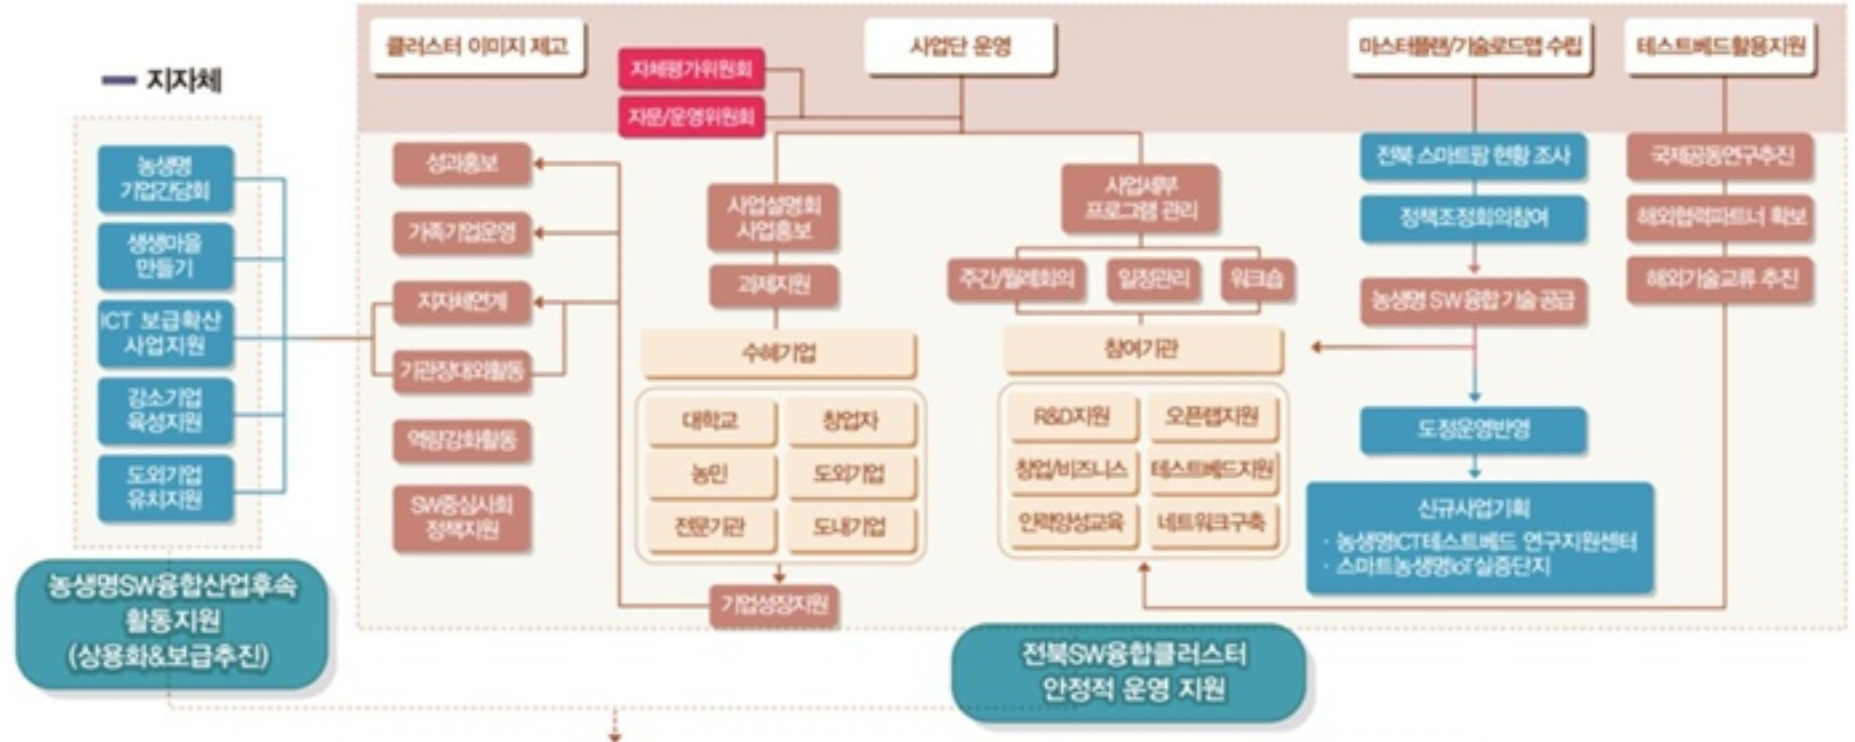 클러스터 이미지 제고
사업단 운영
마스터플랜/기술로드맵 수립
테스트베드활용지원
자체평가위원회
자문/운영위원회
지자체
농생명
기업간담회
생생마을
만들기
ICT 보급확산
사업지원
강소기업
육성지원
도외기업
유치지원
농생명SW융합산업후속
활동지원
(상용화&보급추진)
성과홍보
가족기업운영
지자체연계
기관장대외활동
역량강화활동
SW중심사회
정책지원
사업설명회
사업홍보
과제지원
수혜기업
대학교
창업자
농민
도외기업
전문기관
도내기업
기업성장지원
사업세부
프로그램 관리
주간/월례회의
일정관리
워크숍
참여기관
R&D지원
오픈랩지원
창업/비즈니스
테스트베드지원
인력양성교육
네트워크구축
전북 스마트팜 현황 조사
정책조정회의참여
농생명 SW융합 기술 공급
도정운영반영
신규사업기획
· 농생명ICT테스트베드 연구지원센터
· 스마트농생명IoT실증단지
국제공동연구추진
해외협력파트너 확보
해외기술교류 추진
전북SW융합클러스터
안정적 운영 지원